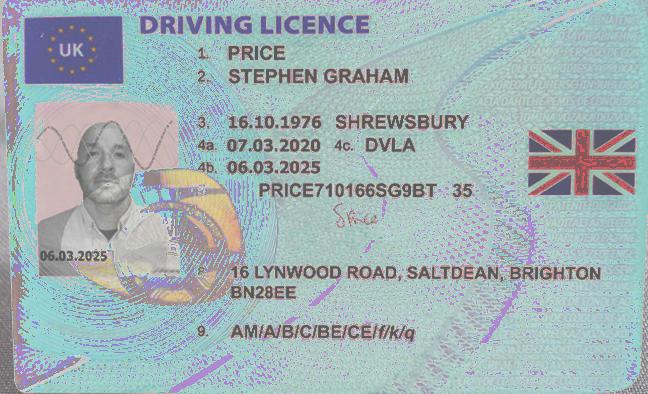 DRIVING LICENCE
UK
1. PRICE
2. STEPHEN GRAHAM
3. 16.10.1976 SHREWSBURY
4a. 07.03.2020 4c. DVLA
4b. 06.03.2025
PRICE710166SG9BT 35
06.03.2025
16 LYNWOOD ROAD, SALTDEAN, BRIGHTON
BN28EE
9. AM/A/B/C/BE/CE/f/k/q